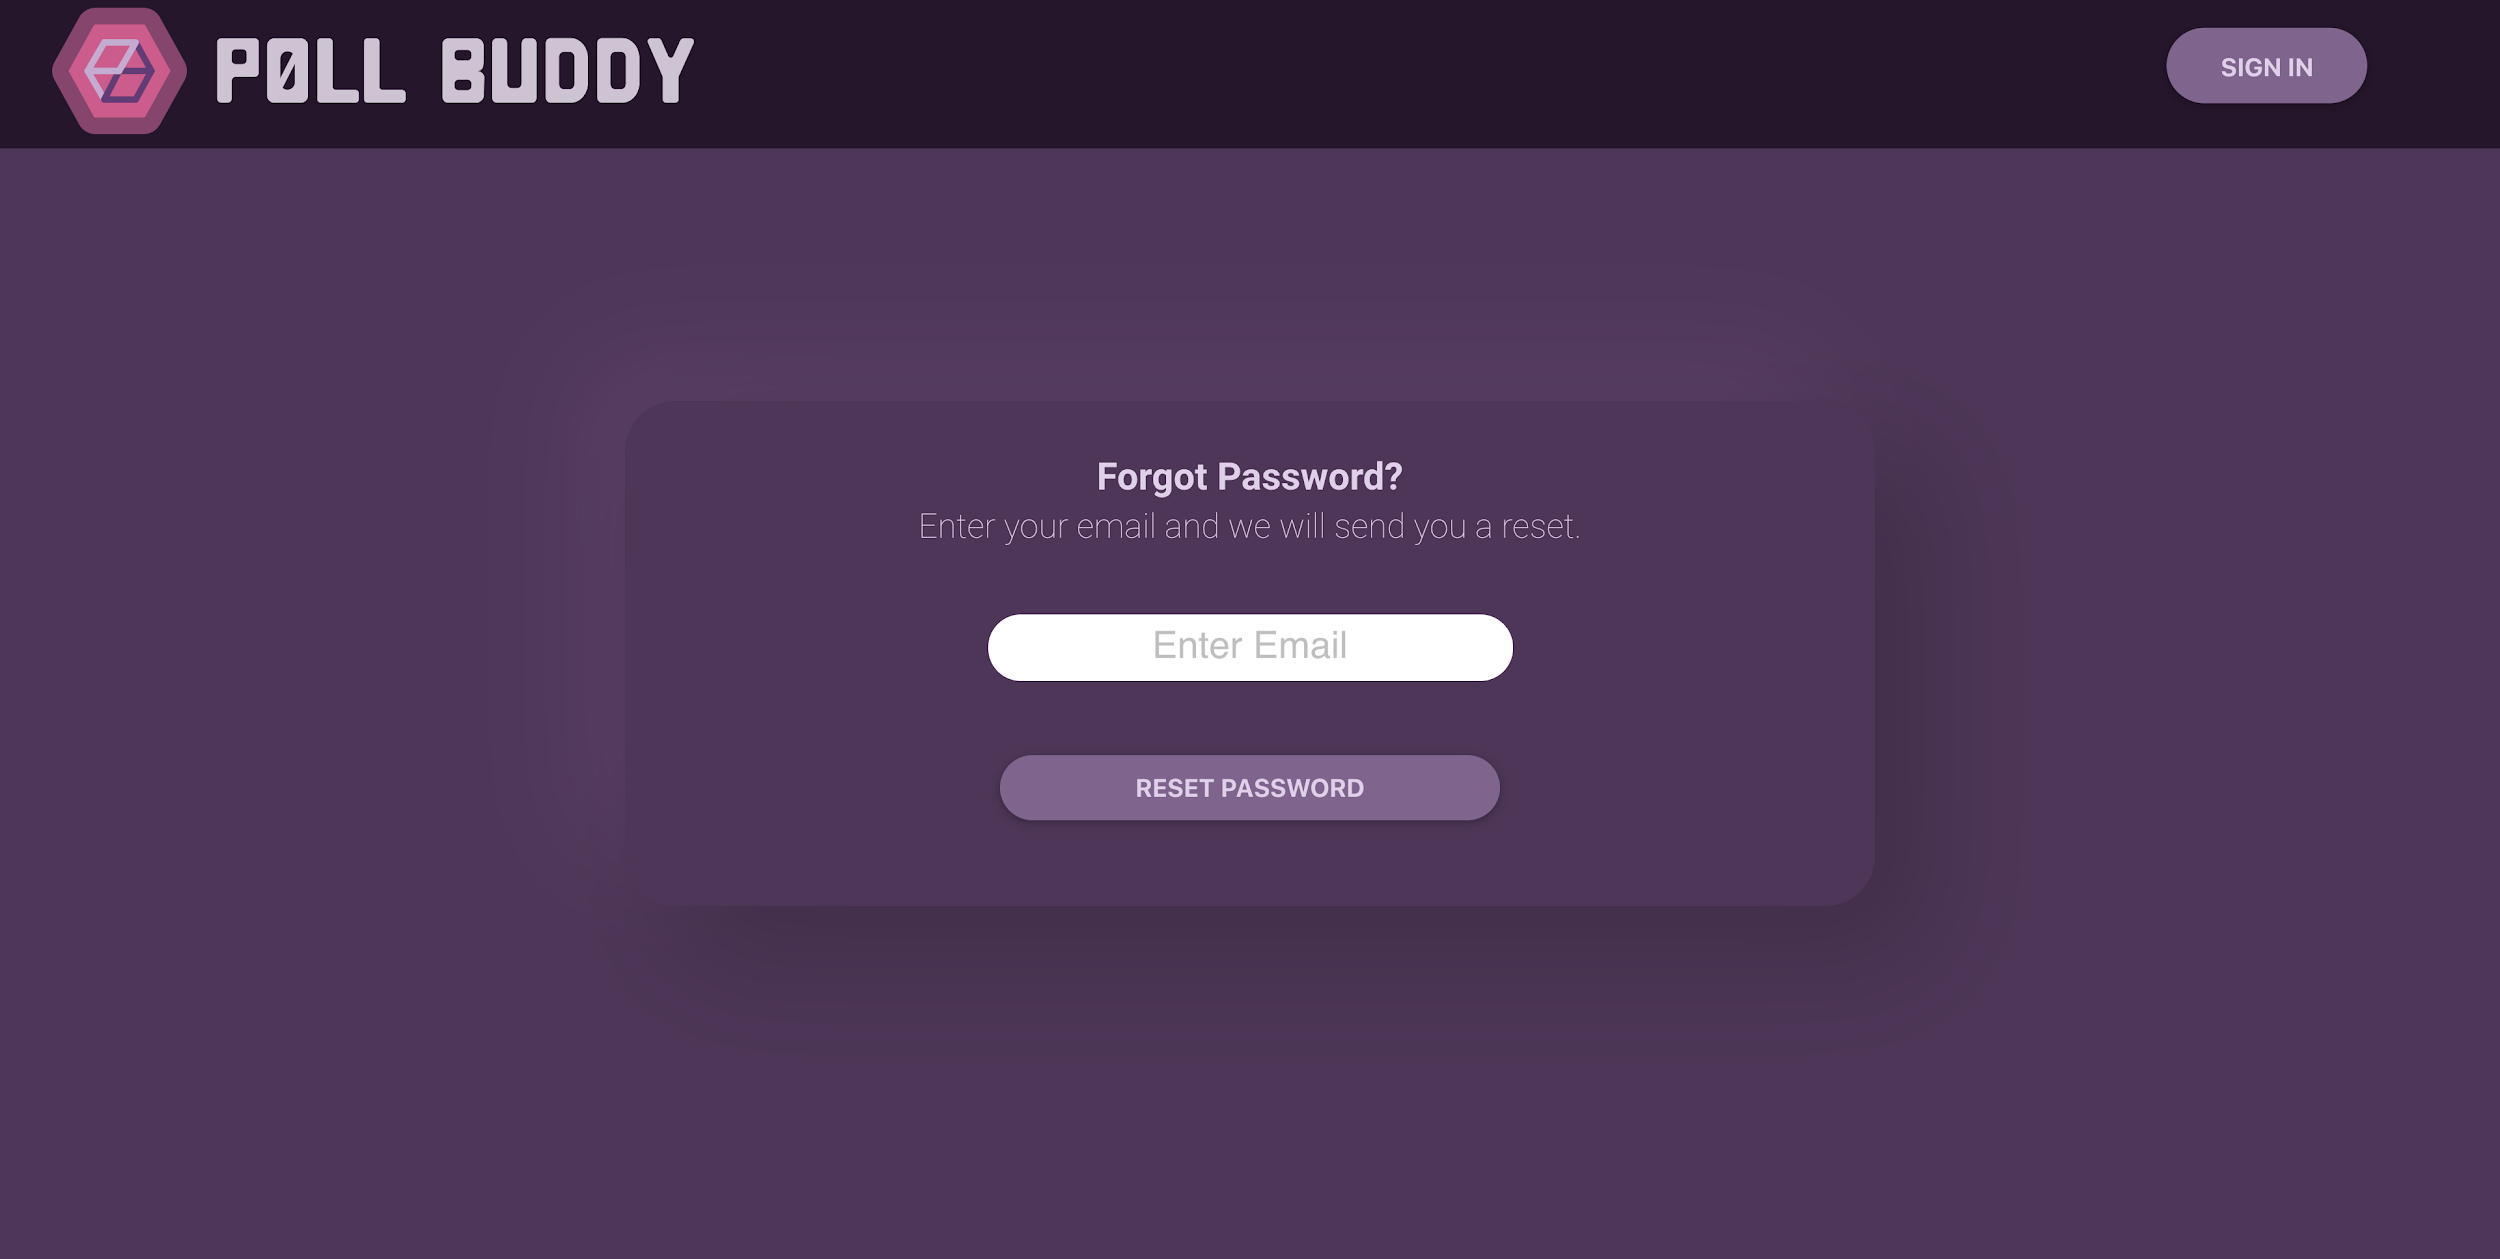 P0LL BUDDY
SIGN IN
Forgot Password?
Enter your email and we will send you a reset.
Enter Email
RESET PASSWORD